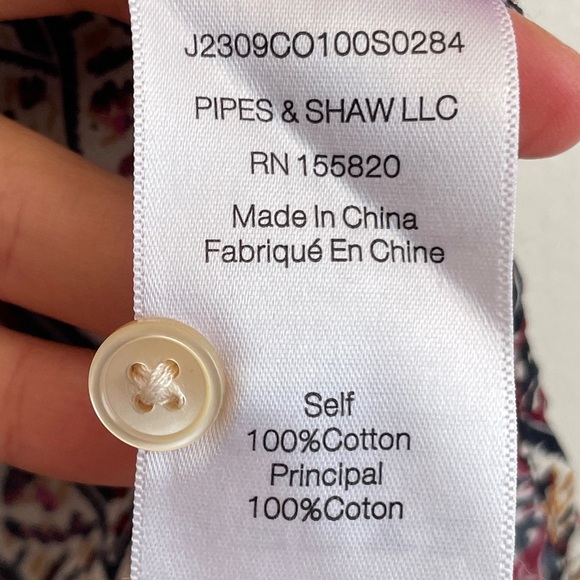 J2309CO100S0284
PIPES & SHAW LLC
RN 155820
Made In China
Fabriqué En Chine
Self
100%Cotton
Principal
100%Coton